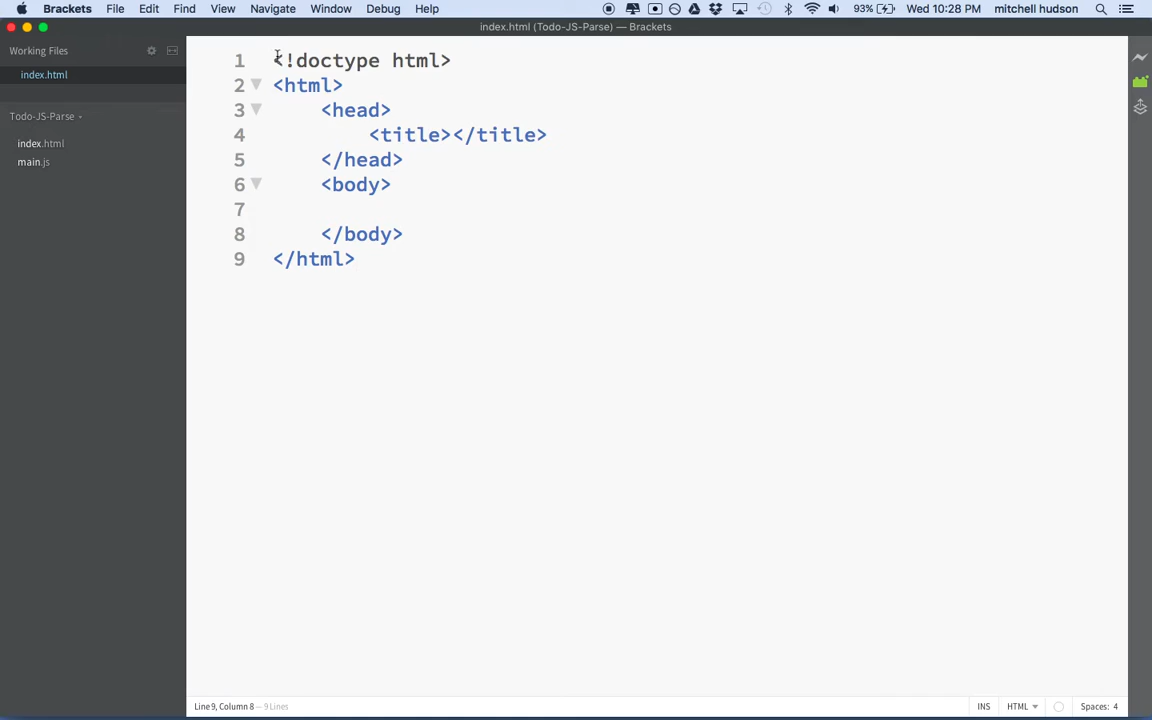 Brackets File Edit Find View Navigate Window Debug Help 93% Wed 10:28 PM mitchell hudson
index.html (Todo-JS-Parse) — Brackets
Working Files
index.html
Todo-JS-Parse
index.html
main.js
1 <!doctype html>
2 <html>
3 <head>
4 <title></title>
5 </head>
6 <body>
7
8 </body>
9 </html>
Line 9, Column 8 — 9 Lines INS HTML Spaces: 4